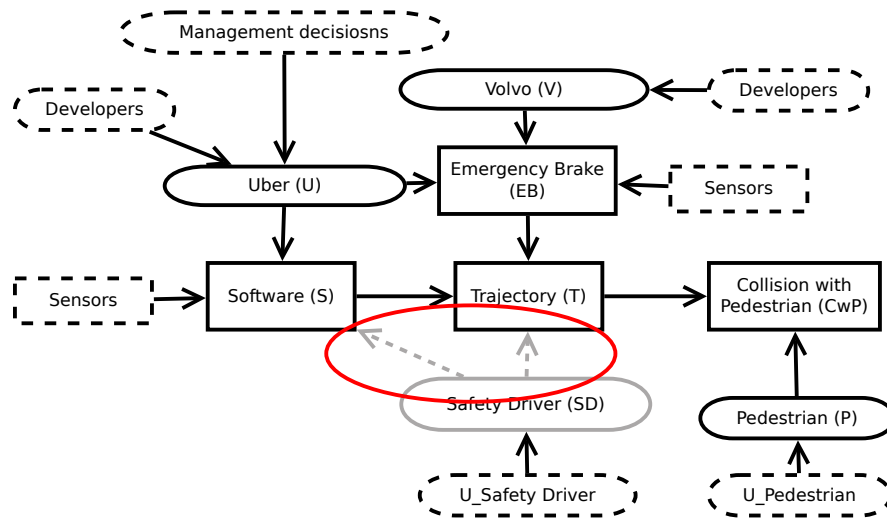 Management decisiosns
Volvo (V)
Developers
Developers
Emergency Brake
(EB)
Uber (U)
Sensors
Sensors
Software (S)
Trajectory (T)
Collision with
Pedestrian (CwP)
Safety Driver (SD)
Pedestrian (P)
U_Safety Driver
U_Pedestrian